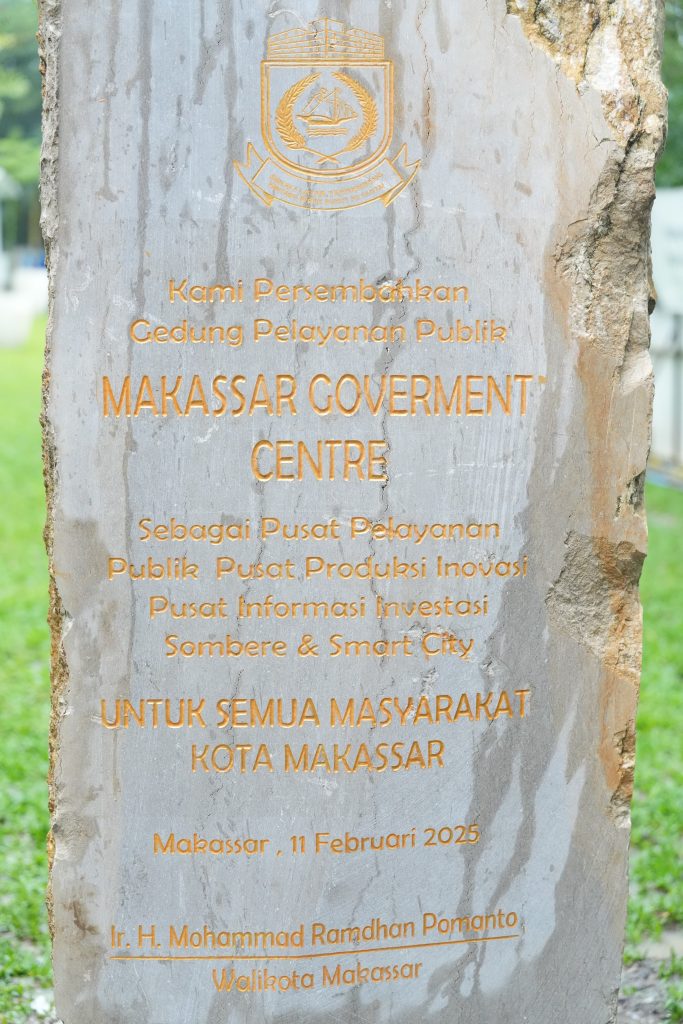 Kami Persembahkan
Gedung Pelayanan Publik
MAKASSAR GOVERMENT
CENTRE
Sebagai Pusat Pelayanan
Publik Pusat Produksi Inovasi
Pusat Informasi Investasi
Sombere & Smart City
UNTUK SEMUA MASYARAKAT
KOTA MAKASSAR
Makassar , 11 Februari 2025
Ir. H. Mohammad Ramdhan Pomanto
Walikota Makassar